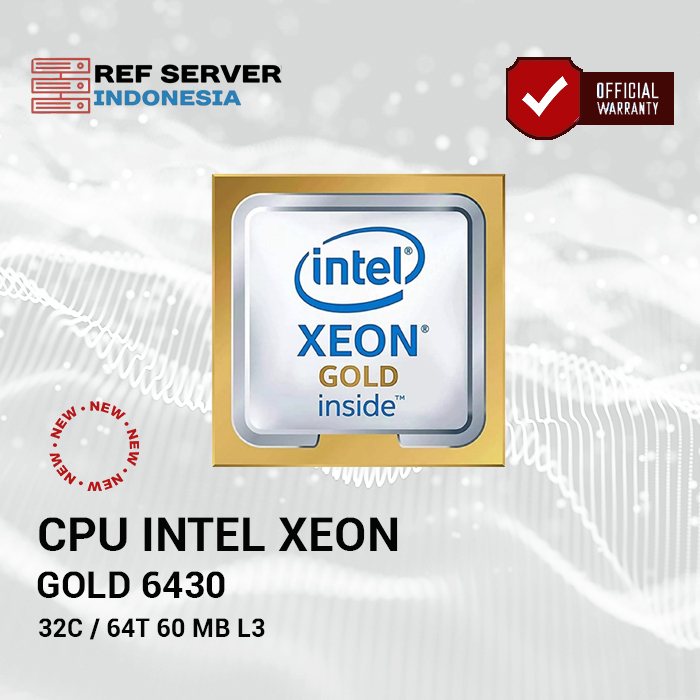 REF SERVER
INDONESIA
OFFICIAL
WARRANTY
intel®
XEON®
GOLD
inside™
NEW • NEW • NEW • NEW • NEW • NEW •
CPU INTEL XEON
GOLD 6430
32C / 64T 60 MB L3